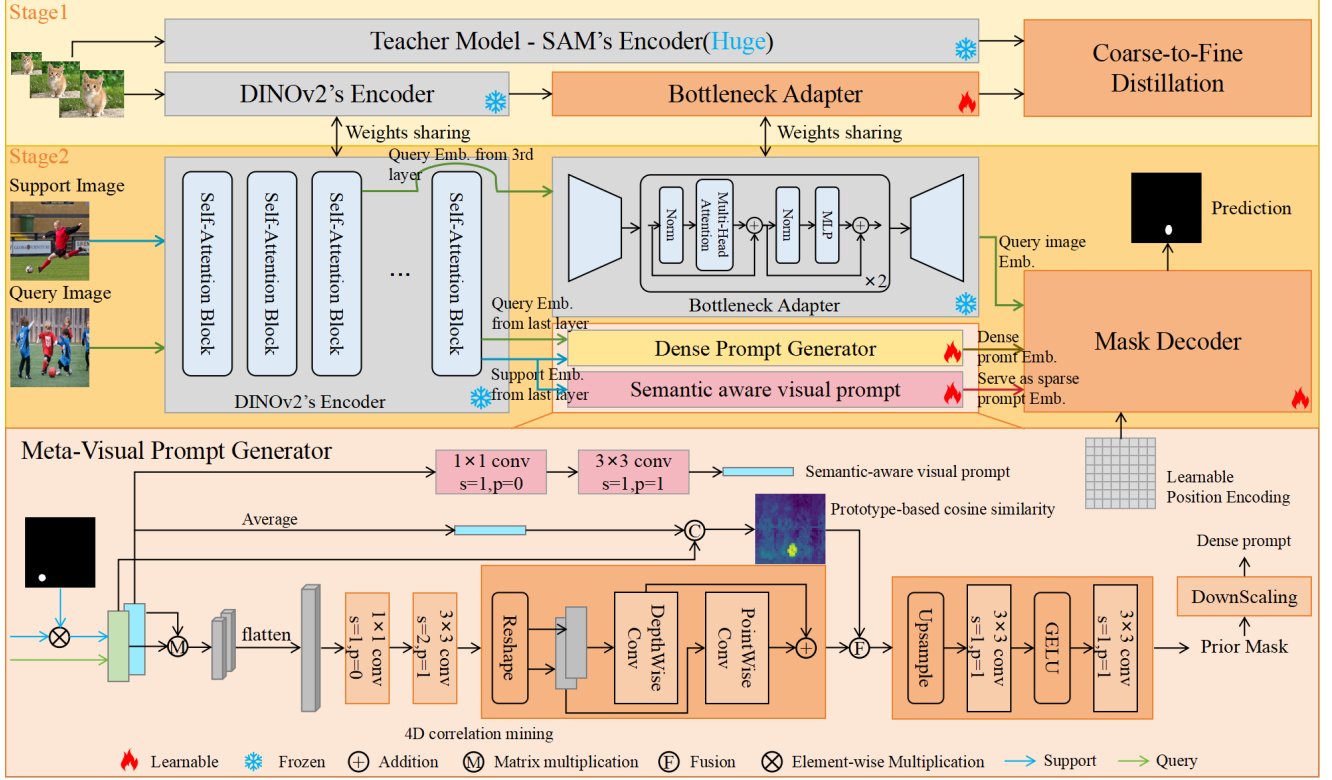 Stage1
Teacher Model - SAM's Encoder(Huge)
Coarse-to-Fine
Distillation
DINOv2's Encoder
Bottleneck Adapter
Weights sharing
Weights sharing
Stage2
Support Image
Query Image
Query Emb. from 3rd
layer
Self-Attention Block
Self-Attention Block
Self-Attention Block
...
Self-Attention Block
DINOv2's Encoder
Norm
Multi-Head
Attention
Norm
MLP
×2
Bottleneck Adapter
Query Emb.
from last layer
Support Emb.
from last layer
Dense Prompt Generator
Semantic aware visual prompt
Query image
Emb.
Dense
promt Emb.
Serve as sparse
prompt Emb.
Prediction
Mask Decoder
Learnable
Position Encoding
Meta-Visual Prompt Generator
1×1 conv
s=1,p=0
3×3 conv
s=1,p=1
Semantic-aware visual prompt
Average
C
Prototype-based cosine similarity
M
flatten
1×1 conv
s=1,p=0
3×3 conv
s=2,p=1
Reshape
DepthWise
Conv
PointWise
Conv
4D correlation mining
F
Upsample
3×3 conv
s=1,p=1
GELU
3×3 conv
s=1,p=1
Prior Mask
DownScaling
Dense prompt
Learnable
Frozen
Addition
M
Matrix multiplication
F
Fusion
Element-wise Multiplication
Support
Query